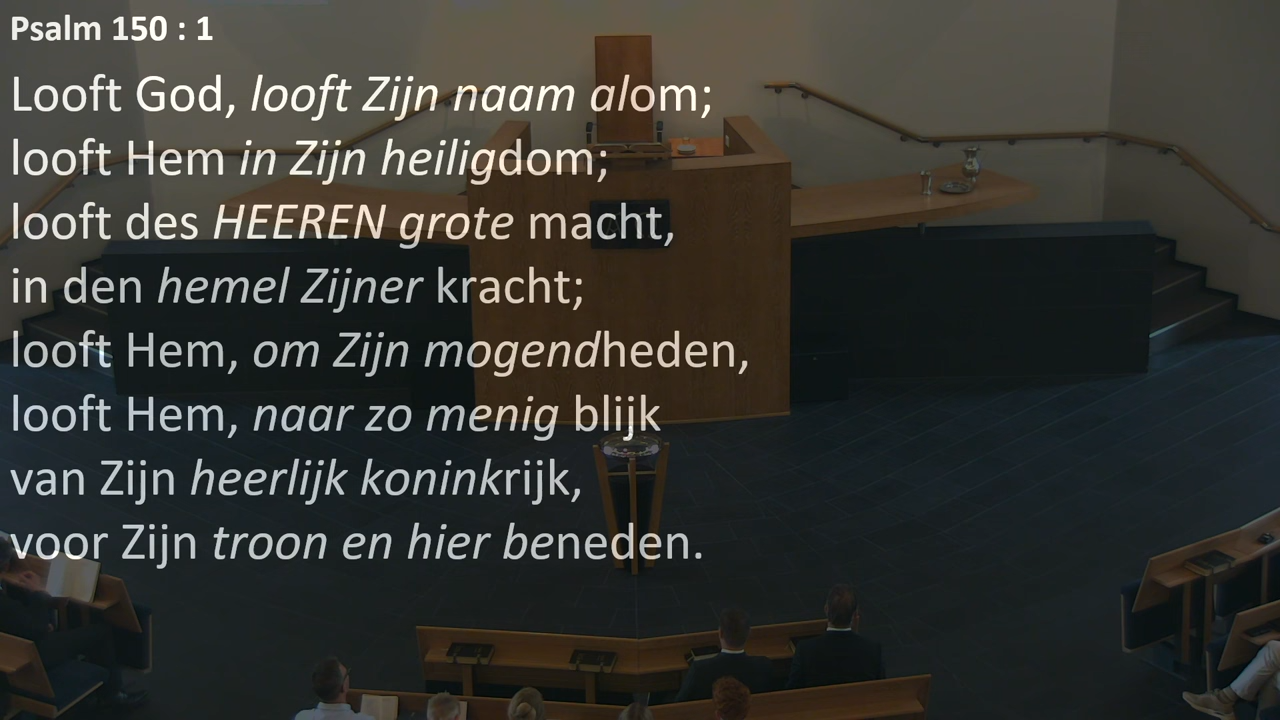 Psalm 150 : 1
Looft God, looft Zijn naam alom;
looft Hem in Zijn heiligdom;
looft des HEEREN grote macht,
in den hemel Zijner kracht;
looft Hem, om Zijn mogendheden,
looft Hem, naar zo menig blijk
van Zijn heerlijk koninkrijk,
voor Zijn troon en hier beneden.